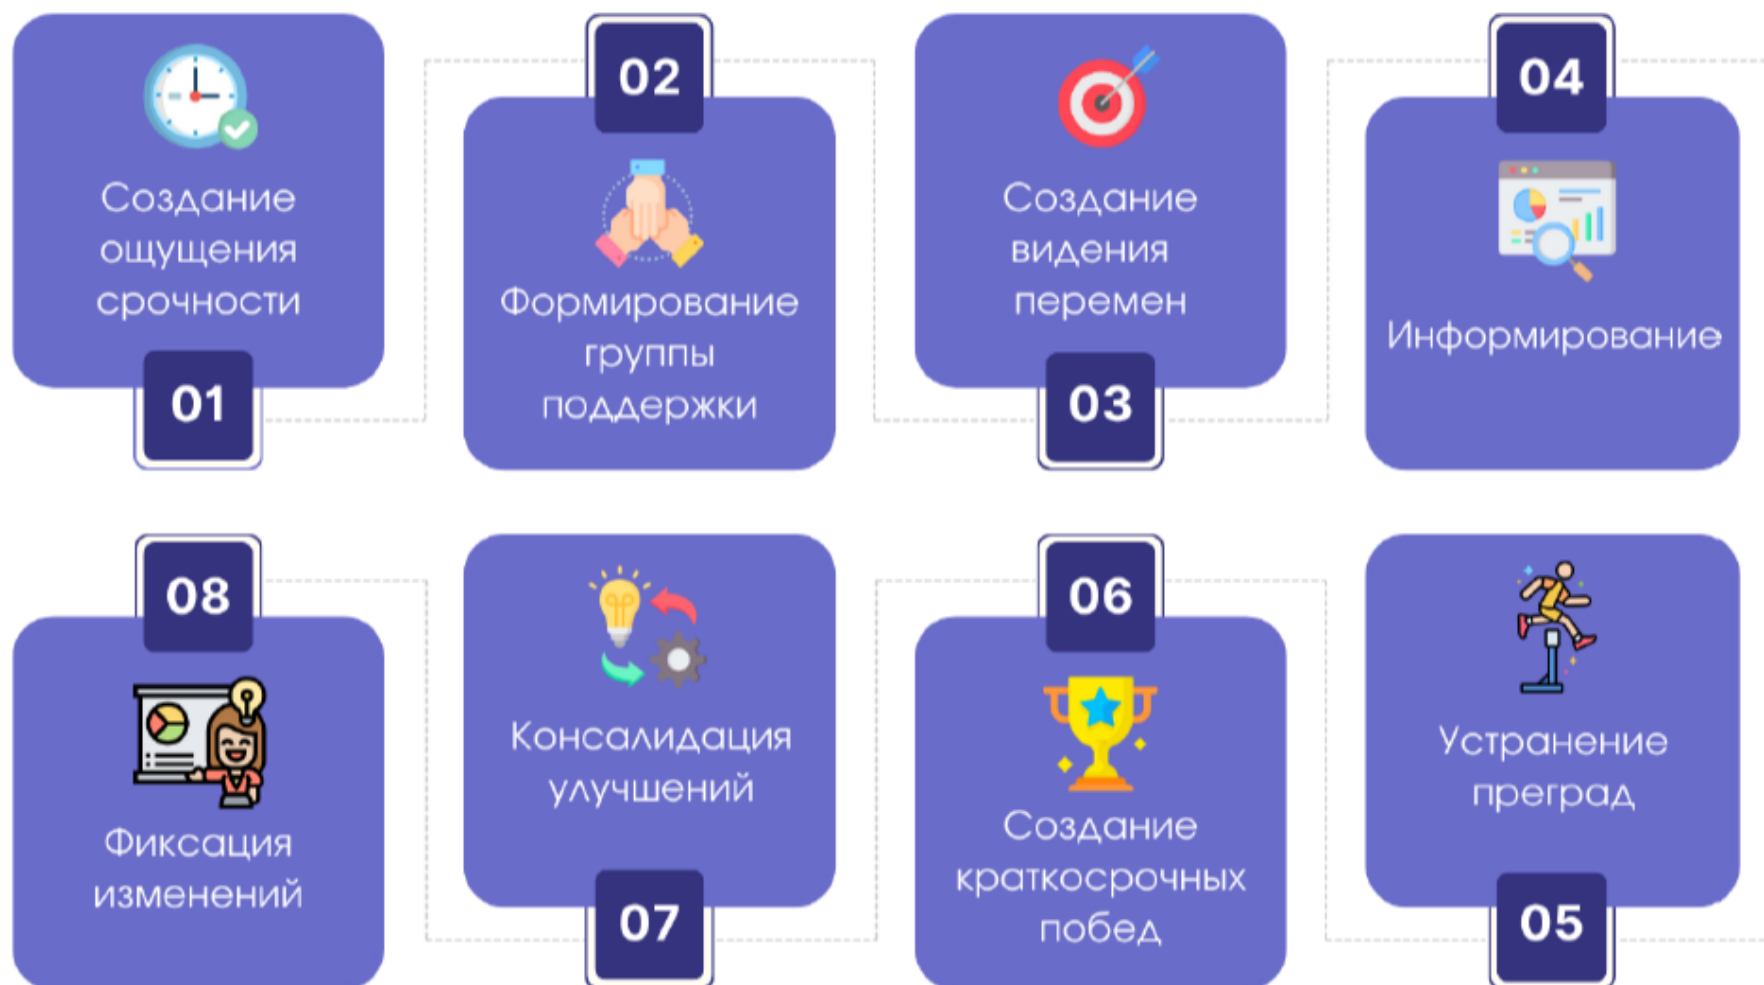 Создание
ощущения
срочности
01
02
Формирование
группы
поддержки
Создание
видения
перемен
03
04
Информирование
05
Устранение
преград
06
Создание
краткосрочных
побед
07
Консалидация
улучшений
08
Фиксация
изменений